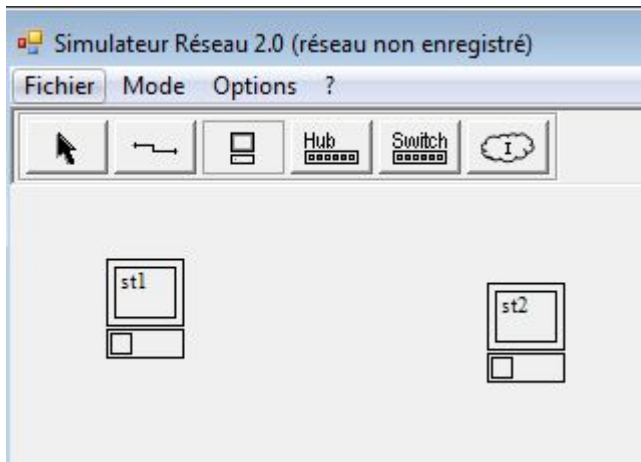 Simulateur Réseau 2.0 (réseau non enregistré)
Fichier Mode Options ?
Hub Switch I
st1
st2